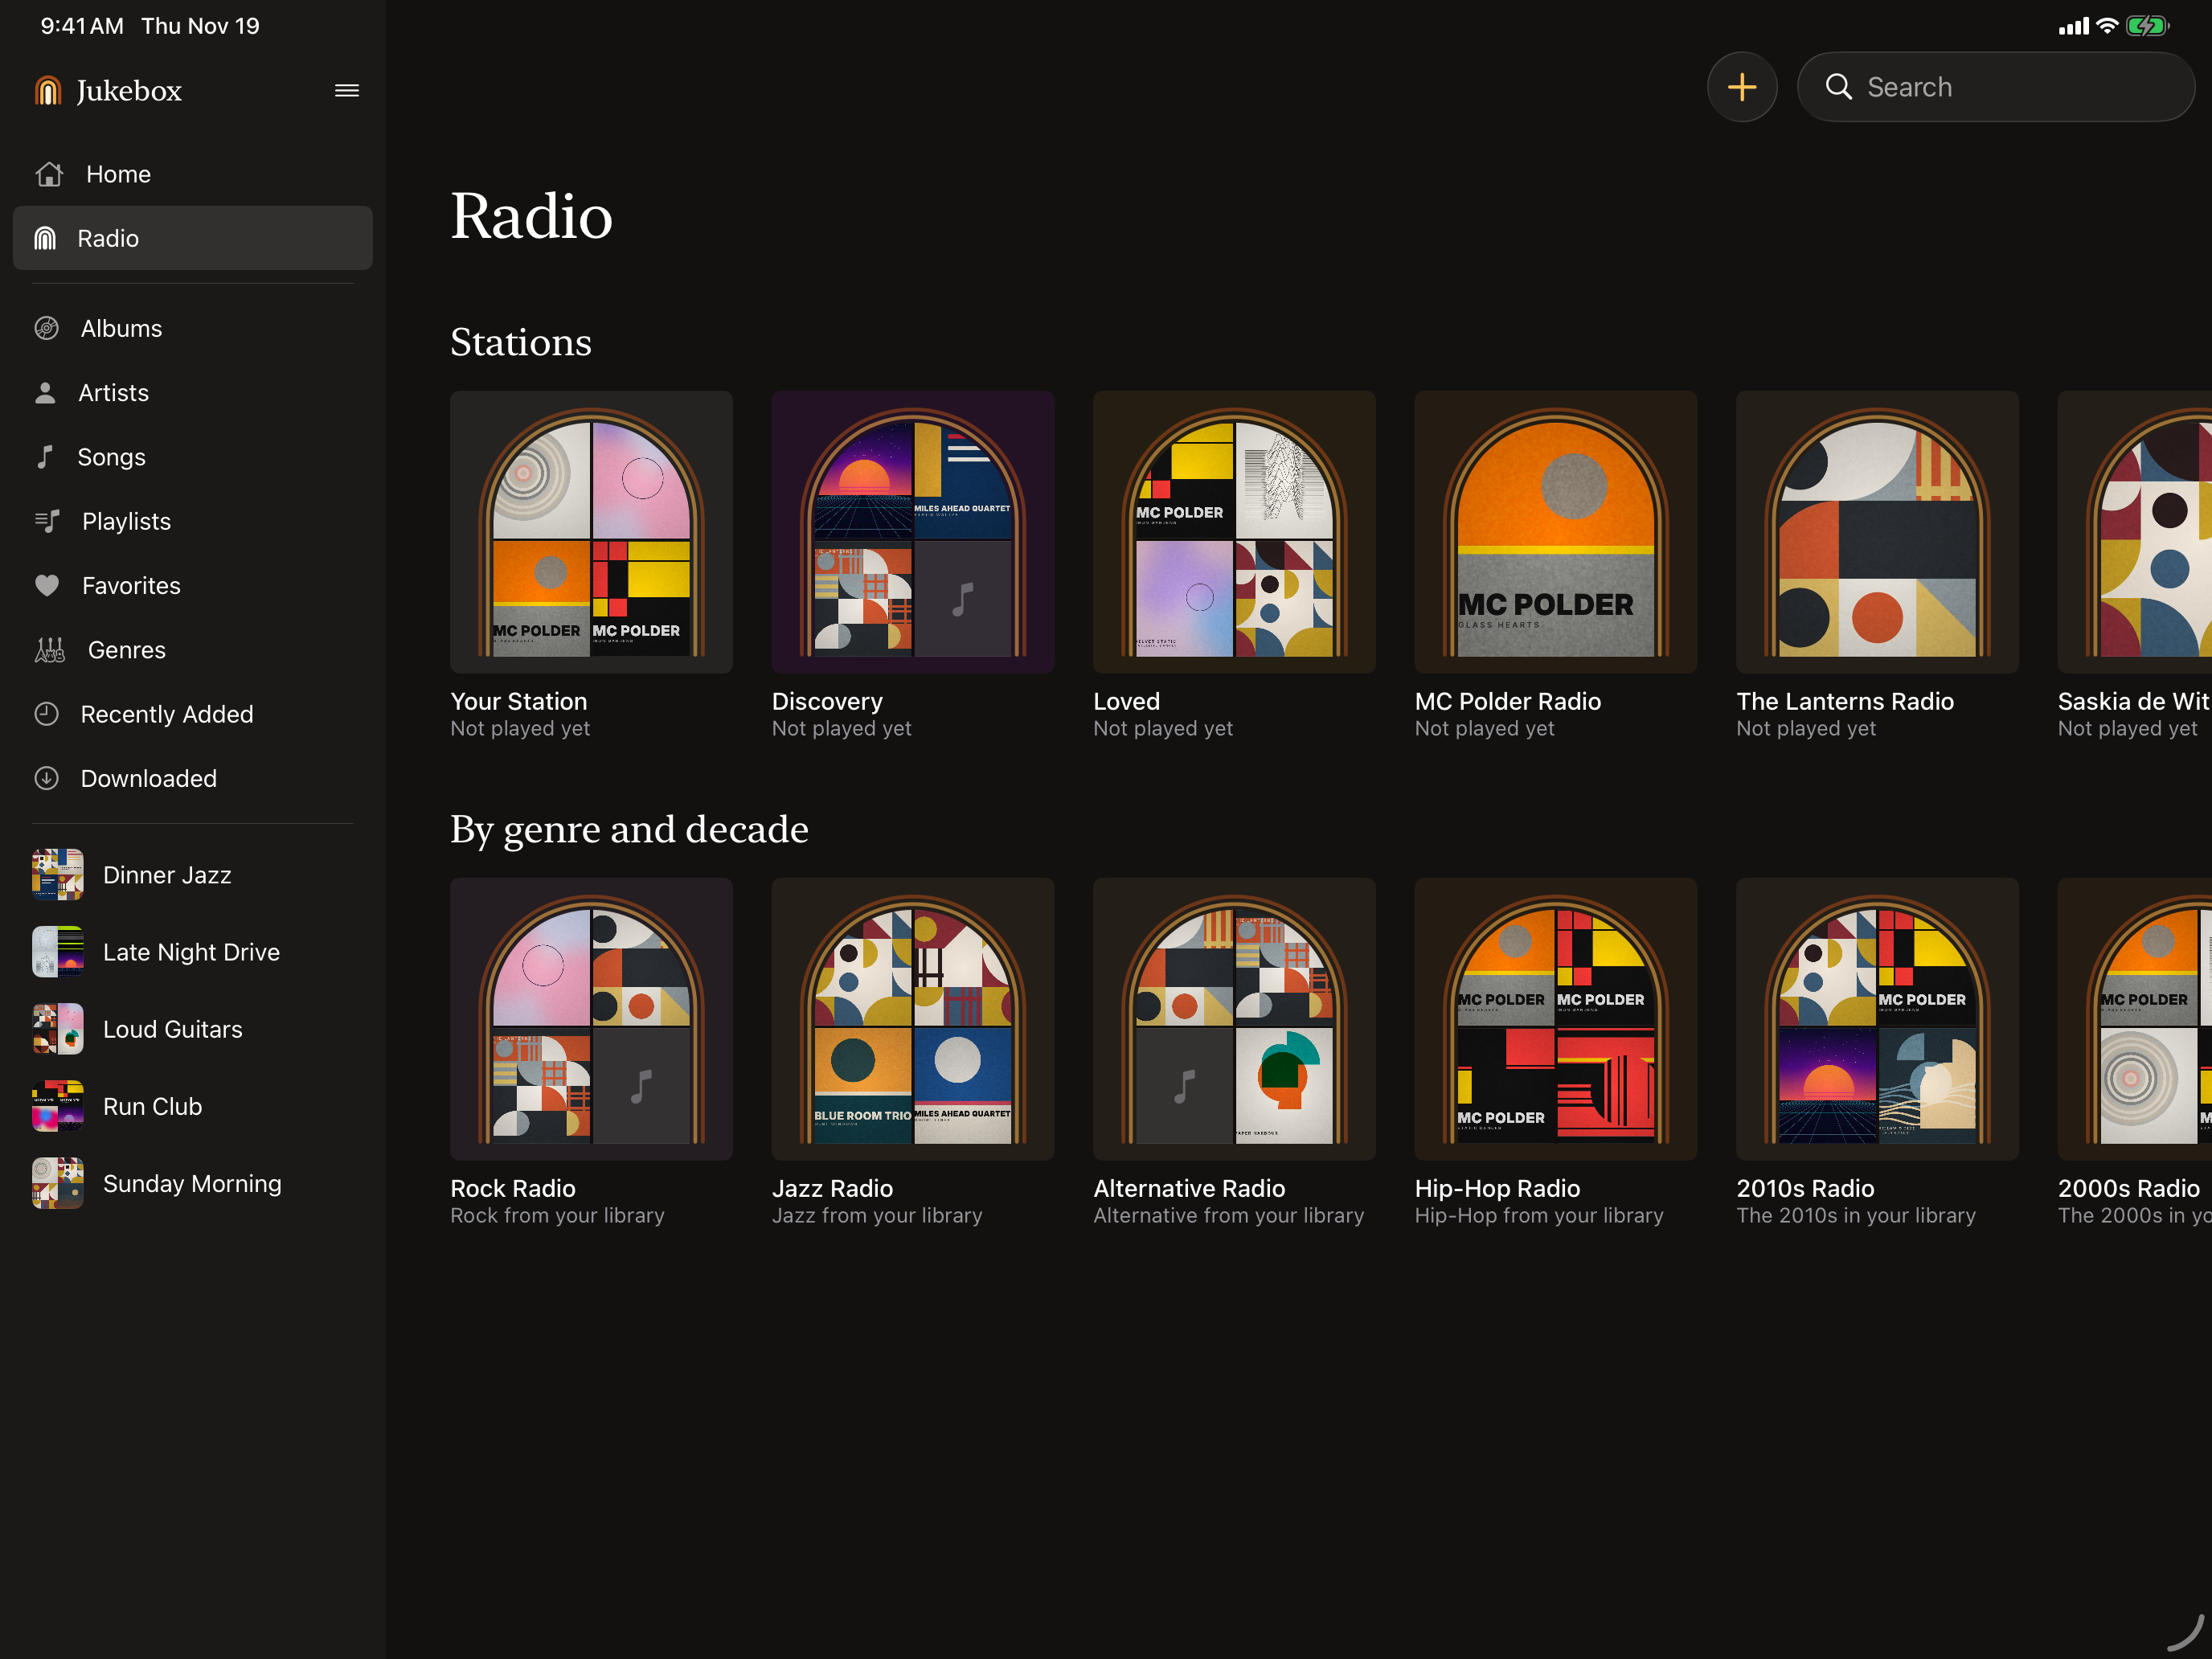 9:41 AM Thu Nov 19
Jukebox
Search
Home
Radio
Albums
Artists
Songs
Playlists
Favorites
Genres
Recently Added
Downloaded
Dinner Jazz
Late Night Drive
Loud Guitars
Run Club
Sunday Morning
Radio
Stations
MILES AHEAD QUARTET
MC POLDER
MC POLDER
MC POLDER
MC POLDER
GLASS HEARTS
Your Station
Not played yet
Discovery
Not played yet
Loved
Not played yet
MC Polder Radio
Not played yet
The Lanterns Radio
Not played yet
Saskia de Wit
Not played yet
By genre and decade
BLUE ROOM TRIO
MILES AHEAD QUARTET
PAPER HARBOUR
MC POLDER
MC POLDER
MC POLDER
MC POLDER
MC POLDER
Rock Radio
Rock from your library
Jazz Radio
Jazz from your library
Alternative Radio
Alternative from your library
Hip-Hop Radio
Hip-Hop from your library
2010s Radio
The 2010s in your library
2000s Radio
The 2000s in yo